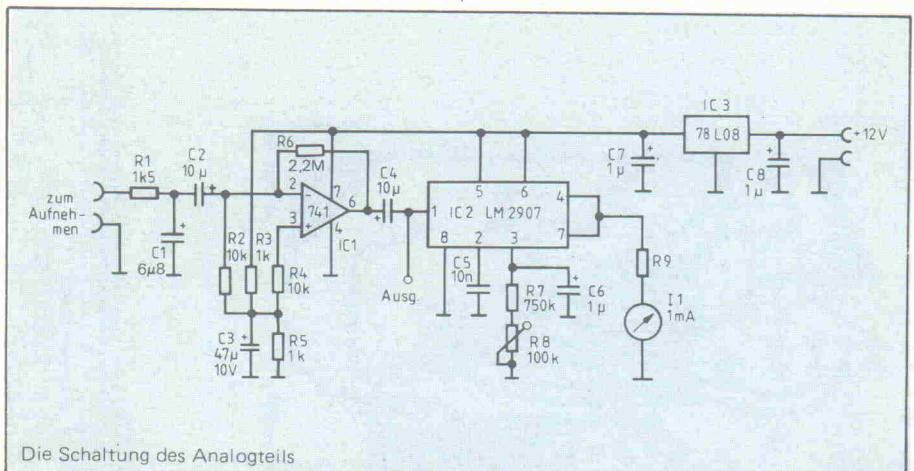 IC 3
78 L08
+12V
R6
2,2M
C7
1µ
C8
1µ
R1
1k5
C2
10µ
C4
10µ
2
7
741
6
3
4
IC1
zum
Aufneh-
men
C1
6µ8
R2
10k
R3
1k
R4
10k
5
6
1
IC2 LM 2907
4
7
8
2
3
Ausg.
C5
10n
R7
750k
C6
1µ
R9
I1
1mA
C3
47µ
10V
R5
1k
R8
100k
Die Schaltung des Analogteils